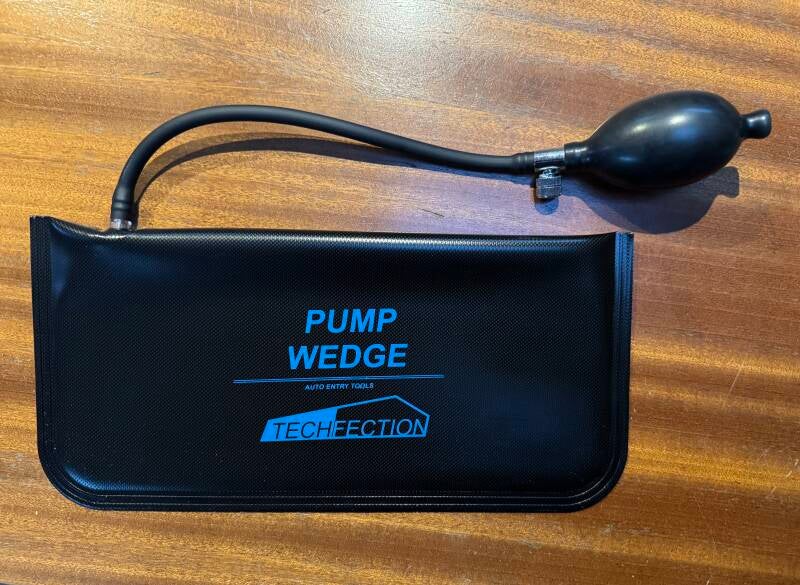 PUMP
WEDGE
AUTO ENTRY TOOLS
TECHFECTION